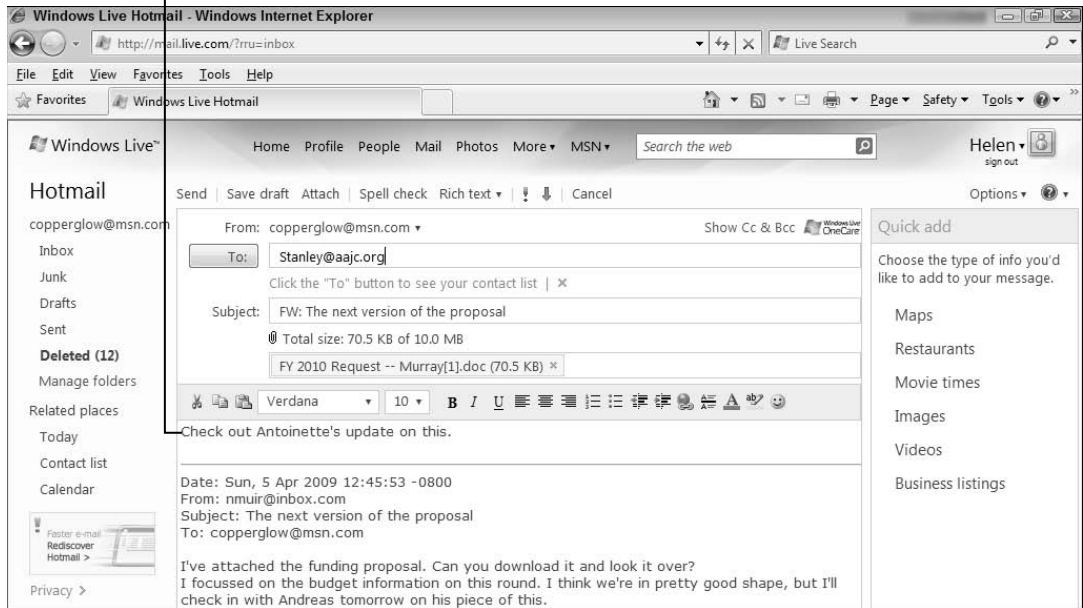 Windows Live Hotmail - Windows Internet Explorer
http://mail.live.com/?rru=inbox
Live Search
File Edit View Favorites Tools Help
Favorites Windows Live Hotmail Page Safety Tools
Windows Live™ Home Profile People Mail Photos More MSN Search the web Helen
sign out
Hotmail Send Save draft Attach Spell check Rich text Cancel Options
copperglow@msn.com
Inbox
Junk
Drafts
Sent
Deleted (12)
Manage folders
Related places
Today
Contact list
Calendar
Faster e-mail
Rediscover
Hotmail >
Privacy >
From: copperglow@msn.com Show Cc & Bcc Windows Live OneCare
To: Stanley@aajc.org
Click the "To" button to see your contact list | ×
Subject: FW: The next version of the proposal
Total size: 70.5 KB of 10.0 MB
FY 2010 Request -- Murray[1].doc (70.5 KB) ×
Verdana 10 B I U A
Check out Antoinette's update on this.
Date: Sun, 5 Apr 2009 12:45:53 -0800
From: nmuir@inbox.com
Subject: The next version of the proposal
To: copperglow@msn.com
I've attached the funding proposal. Can you download it and look it over?
I focussed on the budget information on this round. I think we're in pretty good shape, but I'll
check in with Andreas tomorrow on his piece of this.
Quick add
Choose the type of info you'd
like to add to your message.
Maps
Restaurants
Movie times
Images
Videos
Business listings